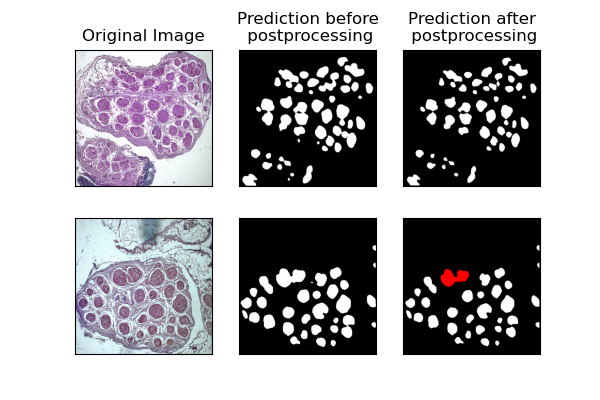 Original Image
Prediction before
postprocessing
Prediction after
postprocessing